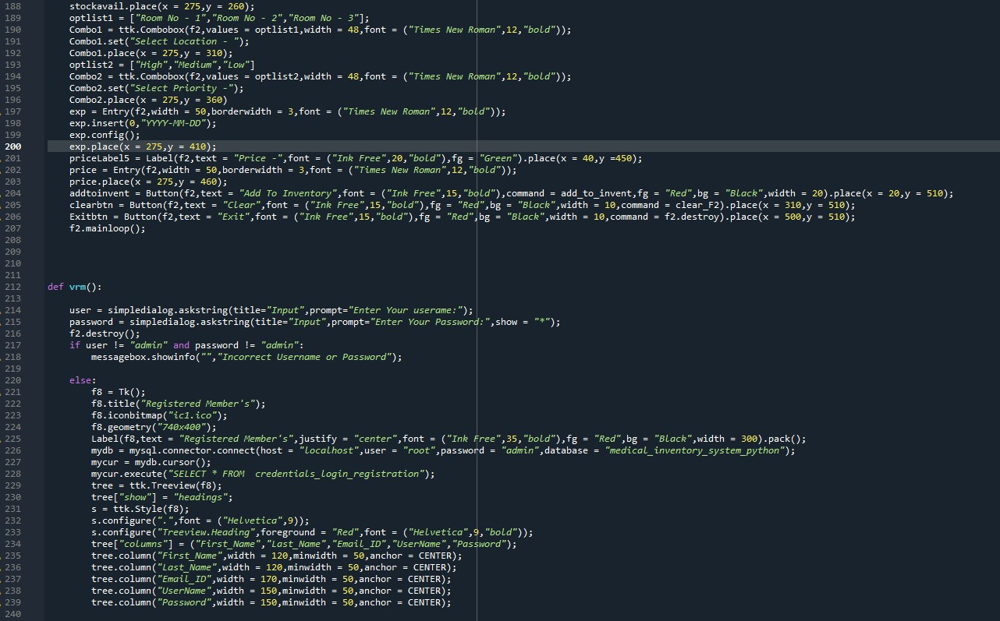 188 stockavail.place(x = 275,y = 260);
189 optlist1 = ["Room No - 1","Room No - 2","Room No - 3"];
190 Combo1 = ttk.Combobox(f2,values = optlist1,width = 48,font = ("Times New Roman",12,"bold"));
191 Combo1.set("Select Location - ");
192 Combo1.place(x = 275,y = 310);
193 optlist2 = ["High","Medium","Low"]
194 Combo2 = ttk.Combobox(f2,values = optlist2,width = 48,font = ("Times New Roman",12,"bold"));
195 Combo2.set("Select Priority -");
196 Combo2.place(x = 275,y = 360)
197 exp = Entry(f2,width = 50,borderwidth = 3,font = ("Times New Roman",12,"bold"));
198 exp.insert(0,"YYYY-MM-DD");
199 exp.config();
200 exp.place(x = 275,y = 410);
201 priceLabel5 = Label(f2,text = "Price -",font = ("Ink Free",20,"bold"),fg = "Green").place(x = 40,y =450);
202 price = Entry(f2,width = 50,borderwidth = 3,font = ("Times New Roman",12,"bold"));
203 price.place(x = 275,y = 460);
204 addtoinvent = Button(f2,text = "Add To Inventory",font = ("Ink Free",15,"bold"),command = add_to_invent,fg = "Red",bg = "Black",width = 20).place(x = 20,y = 510);
205 clearbtn = Button(f2,text = "Clear",font = ("Ink Free",15,"bold"),fg = "Red",bg = "Black",width = 10,command = clear_F2).place(x = 310,y = 510);
206 Exitbtn = Button(f2,text = "Exit",font = ("Ink Free",15,"bold"),fg = "Red",bg = "Black",width = 10,command = f2.destroy).place(x = 500,y = 510);
207 f2.mainloop();
208
209
210
211
212 def vrm():
213
214 user = simpledialog.askstring(title="Input",prompt="Enter Your userame:");
215 password = simpledialog.askstring(title="Input",prompt="Enter Your Password:",show = "*");
216 f2.destroy();
217 if user != "admin" and password != "admin":
218 messagebox.showinfo("","Incorrect Username or Password");
219
220 else:
221 f8 = Tk();
222 f8.title("Registered Member's");
223 f8.iconbitmap("ic1.ico");
224 f8.geometry("740x400");
225 Label(f8,text = "Registered Member's",justify = "center",font = ("Ink Free",35,"bold"),fg = "Red",bg = "Black",width = 300).pack();
226 mydb = mysql.connector.connect(host = "localhost",user = "root",password = "admin",database = "medical_inventory_system_python");
227 mycur = mydb.cursor();
228 mycur.execute("SELECT * FROM  credentials_login_registration");
229 tree = ttk.Treeview(f8);
230 tree["show"] = "headings";
231 s = ttk.Style(f8);
232 s.configure(".",font = ("Helvetica",9));
233 s.configure("Treeview.Heading",foreground = "Red",font = ("Helvetica",9,"bold"));
234 tree["columns"] = ("First_Name","Last_Name","Email_ID","UserName","Password");
235 tree.column("First_Name",width = 120,minwidth = 50,anchor = CENTER);
236 tree.column("Last_Name",width = 120,minwidth = 50,anchor = CENTER);
237 tree.column("Email_ID",width = 170,minwidth = 50,anchor = CENTER);
238 tree.column("UserName",width = 150,minwidth = 50,anchor = CENTER);
239 tree.column("Password",width = 150,minwidth = 50,anchor = CENTER);
240